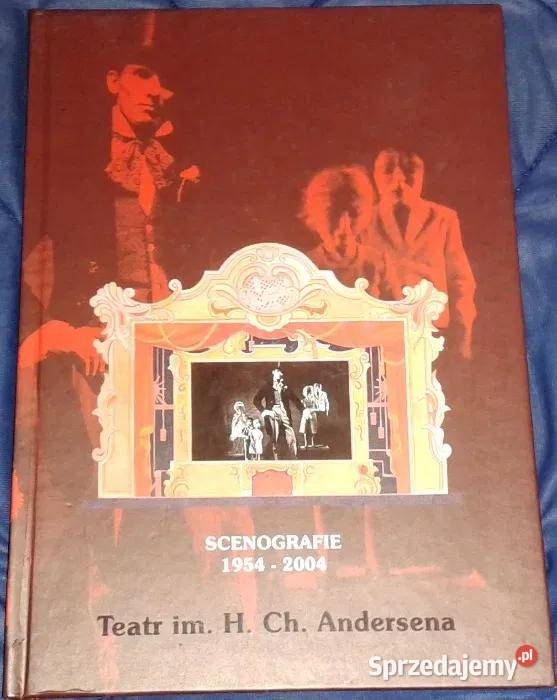 SCENOGRAFIE
1954 - 2004
Teatr im. H. Ch. Andersena
Sprzedajemy.pl